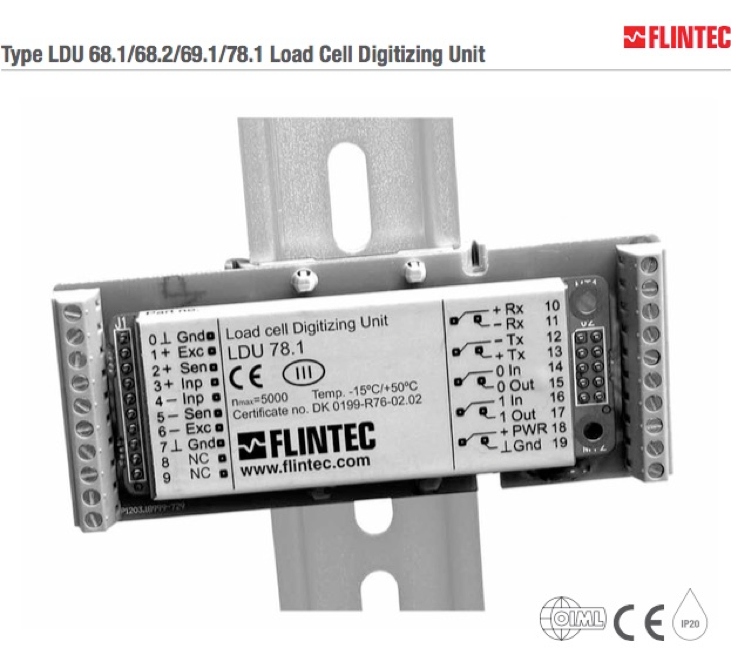 FLINTEC
Type LDU 68.1/68.2/69.1/78.1 Load Cell Digitizing Unit
J1
0 ⊥ Gnd
1 + Exc
2 + Sen
3 + Inp
4 – Inp
5 – Sen
6 – Exc
7 ⊥ Gnd
8 NC
9 NC
Load cell Digitizing Unit
LDU 78.1
CE III
nmax=5000 Temp. -15°C/+50°C
Certificate no. DK 0199-R76-02.02
FLINTEC
www.flintec.com
+ Rx 10
– Rx 11
– Tx 12
+ Tx 13
0 In 14
0 Out 15
1 In 16
1 Out 17
+ PWR 18
⊥ Gnd 19
J2
OIML CE IP20